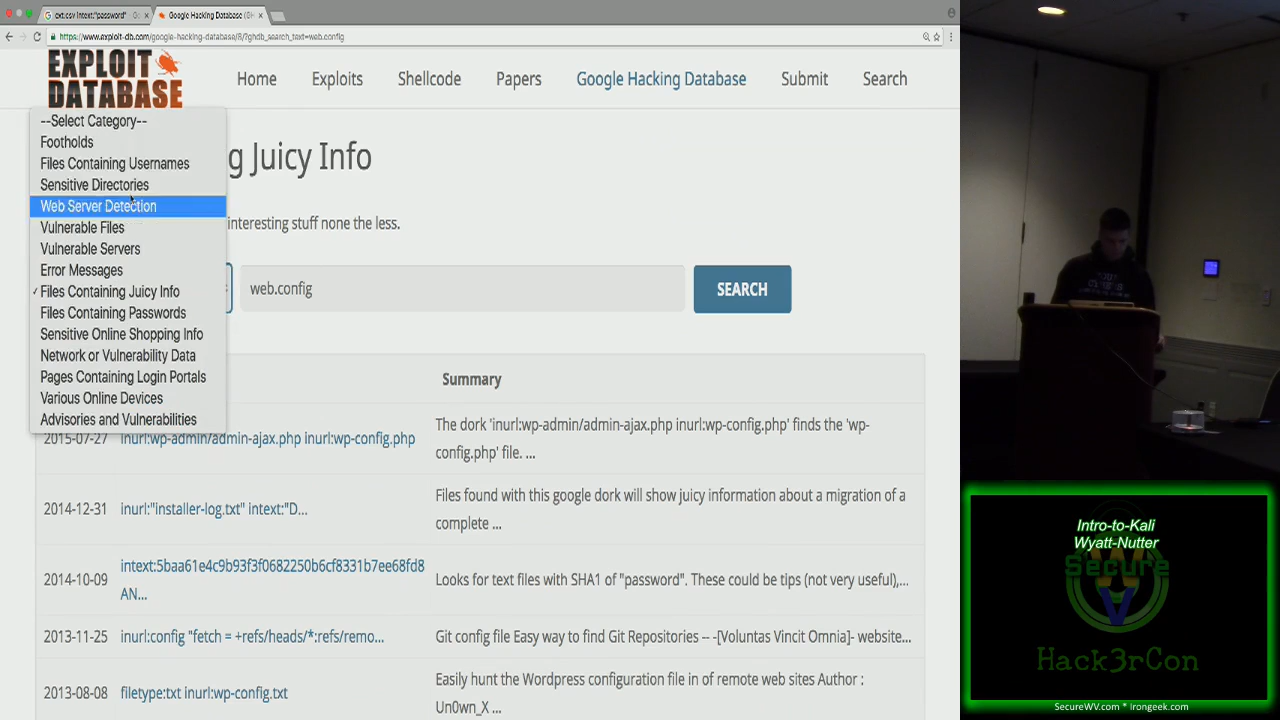 ext:csv intext:"password"
Google Hacking Database (GH
https://www.exploit-db.com/google-hacking-database/8/?ghdb_search_text=web.config
EXPLOIT
DATABASE
Home
Exploits
Shellcode
Papers
Google Hacking Database
Submit
Search
--Select Category--
Footholds
Files Containing Usernames
Sensitive Directories
Web Server Detection
Vulnerable Files
Vulnerable Servers
Error Messages
✓ Files Containing Juicy Info
Files Containing Passwords
Sensitive Online Shopping Info
Network or Vulnerability Data
Pages Containing Login Portals
Various Online Devices
Advisories and Vulnerabilities
g Juicy Info
interesting stuff none the less.
web.config
SEARCH
Summary
2015-07-27
inurl:wp-admin/admin-ajax.php inurl:wp-config.php
The dork 'inurl:wp-admin/admin-ajax.php inurl:wp-config.php' finds the 'wp-
config.php' file. ...
2014-12-31
inurl:"installer-log.txt" intext:"D...
Files found with this google dork will show juicy information about a migration of a
complete ...
2014-10-09
intext:5baa61e4c9b93f3f0682250b6cf8331b7ee68fd8
AN...
Looks for text files with SHA1 of "password". These could be tips (not very useful),...
2013-11-25
inurl:config "fetch = +refs/heads/*:refs/remo...
Git config file Easy way to find Git Repositories -- -[Voluntas Vincit Omnia]- website...
2013-08-08
filetype:txt inurl:wp-config.txt
Easily hunt the Wordpress configuration file in of remote web sites Author :
Un0wn_X ...
Intro-to-Kali
Wyatt-Nutter
Secure
WV
Hack3rCon
SecureWV.com * Irongeek.com